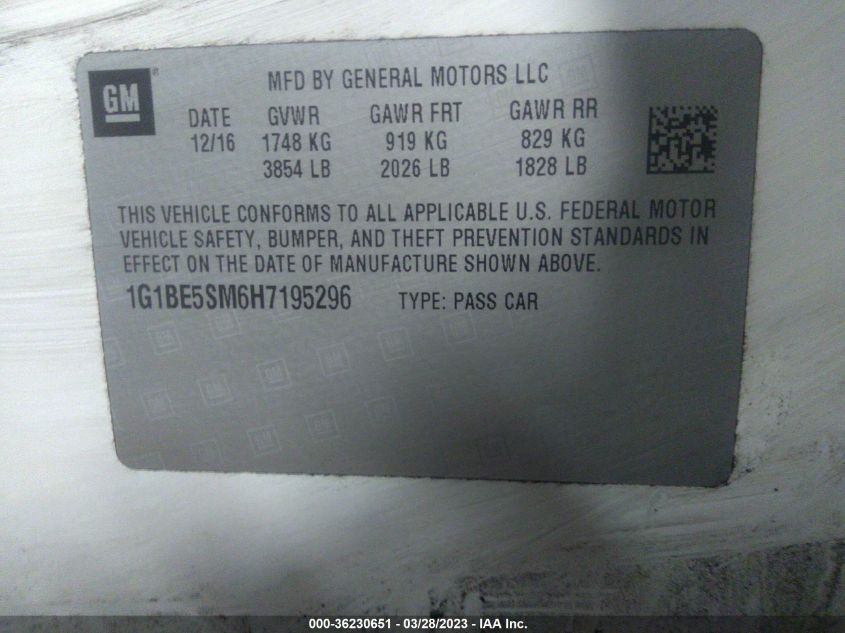 GM ®
MFD BY GENERAL MOTORS LLC
DATE GVWR GAWR FRT GAWR RR
12/16 1748 KG 919 KG 829 KG
3854 LB 2026 LB 1828 LB
THIS VEHICLE CONFORMS TO ALL APPLICABLE U.S. FEDERAL MOTOR
VEHICLE SAFETY, BUMPER, AND THEFT PREVENTION STANDARDS IN
EFFECT ON THE DATE OF MANUFACTURE SHOWN ABOVE.
1G1BE5SM6H7195296 TYPE: PASS CAR
000-36230651 - 03/28/2023 - IAA Inc.